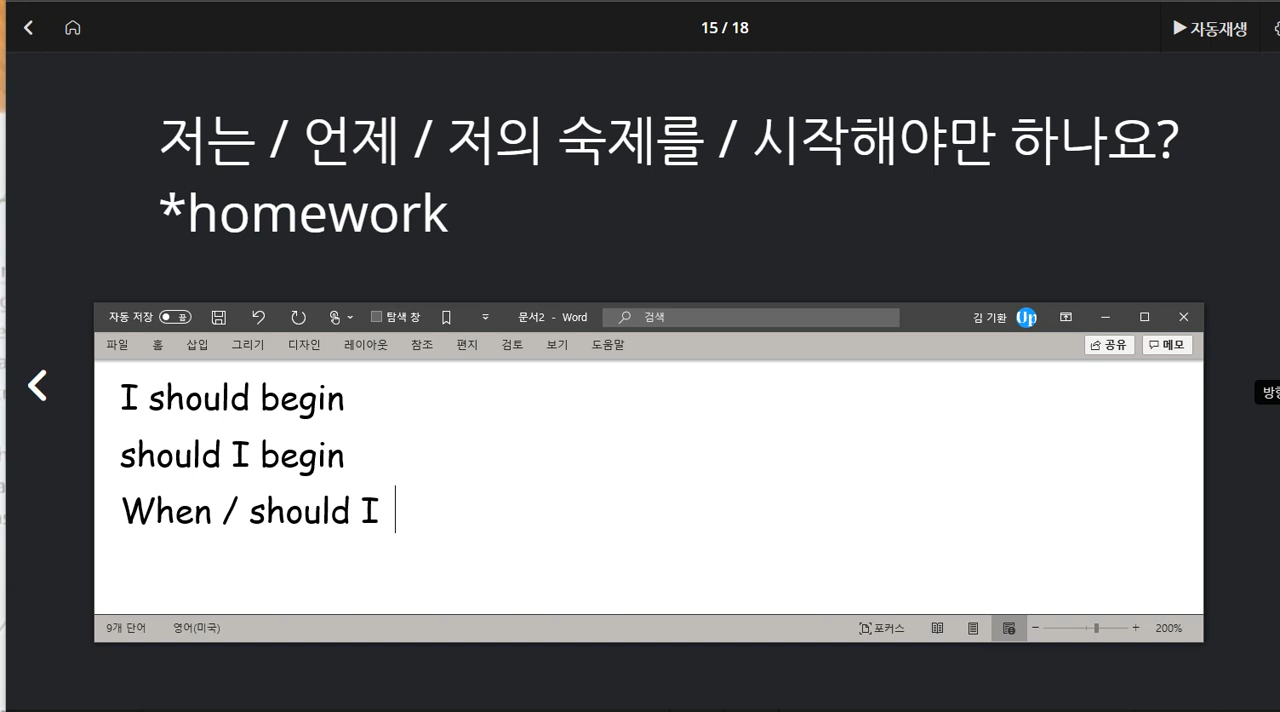 15 / 18
▶ 자동재생
저는 / 언제 / 저의 숙제를 / 시작해야만 하나요?
*homework
자동 저장 끔 탐색 창 문서2 - Word 검색 김 기환 Up
파일 홈 삽입 그리기 디자인 레이아웃 참조 편지 검토 보기 도움말 공유 메모
I should begin
should I begin
When / should I
방향
9개 단어 영어(미국) 포커스 200%